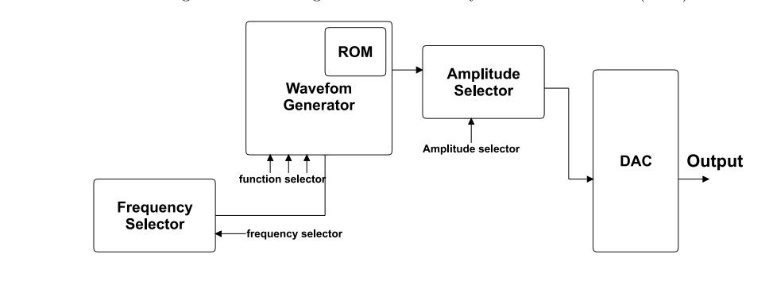 ROM
Wavefom
Generator
Amplitude
Selector
Amplitude selector
function selector
DAC
Output
Frequency
Selector
frequency selector